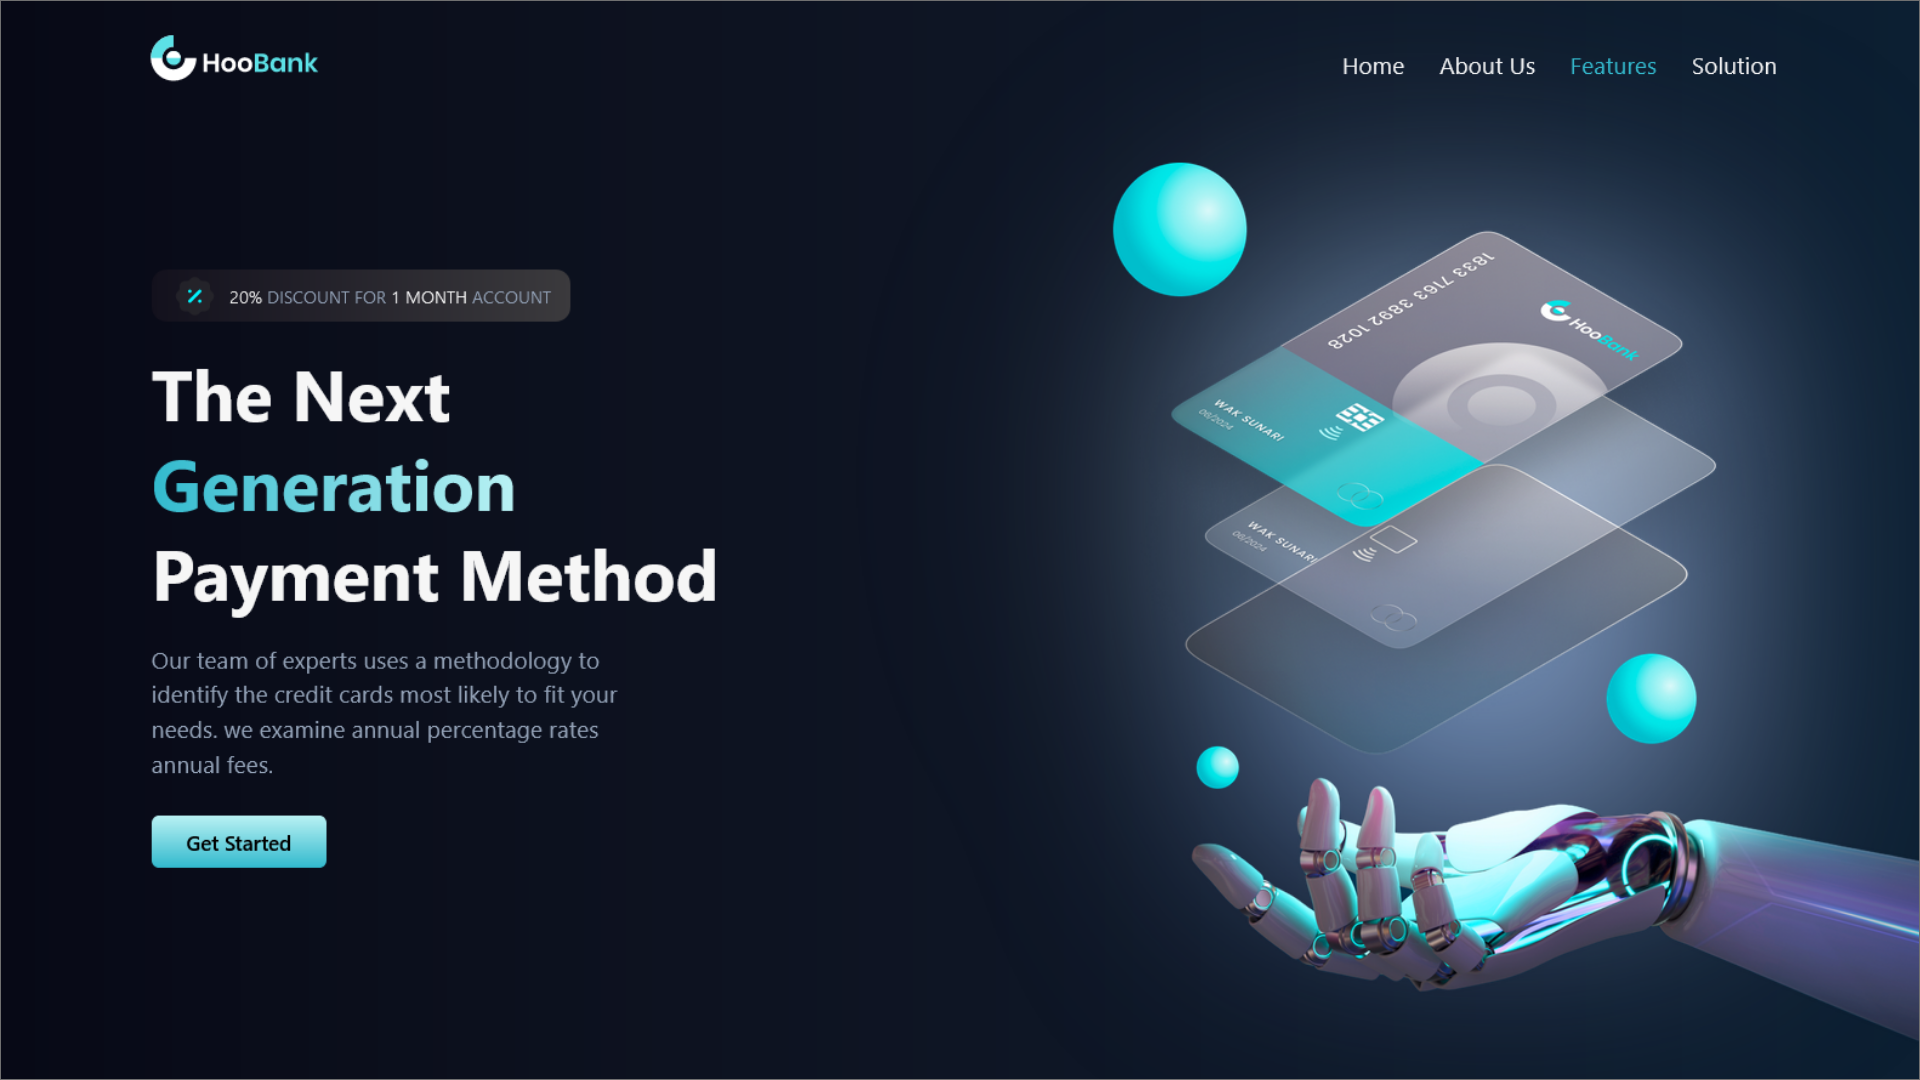 HooBank
Home About Us Features Solution
20% DISCOUNT FOR 1 MONTH ACCOUNT
The Next
Generation
Payment Method
Our team of experts uses a methodology to
identify the credit cards most likely to fit your
needs. we examine annual percentage rates
annual fees.
Get Started
1833 7163 3892 1028
HooBank
WAK SUNARI
06/2024
WAK SUNARI
06/2024